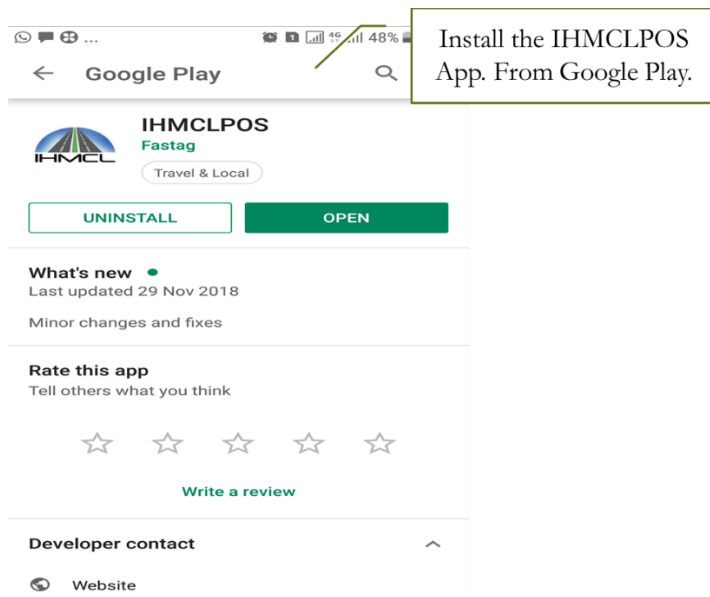 ... 1 4G 48%
Install the IHMCLPOS
App. From Google Play.
Google Play
IHMCL
IHMCLPOS
Fastag
Travel & Local
UNINSTALL OPEN
What's new
Last updated 29 Nov 2018
Minor changes and fixes
Rate this app
Tell others what you think
Write a review
Developer contact
Website